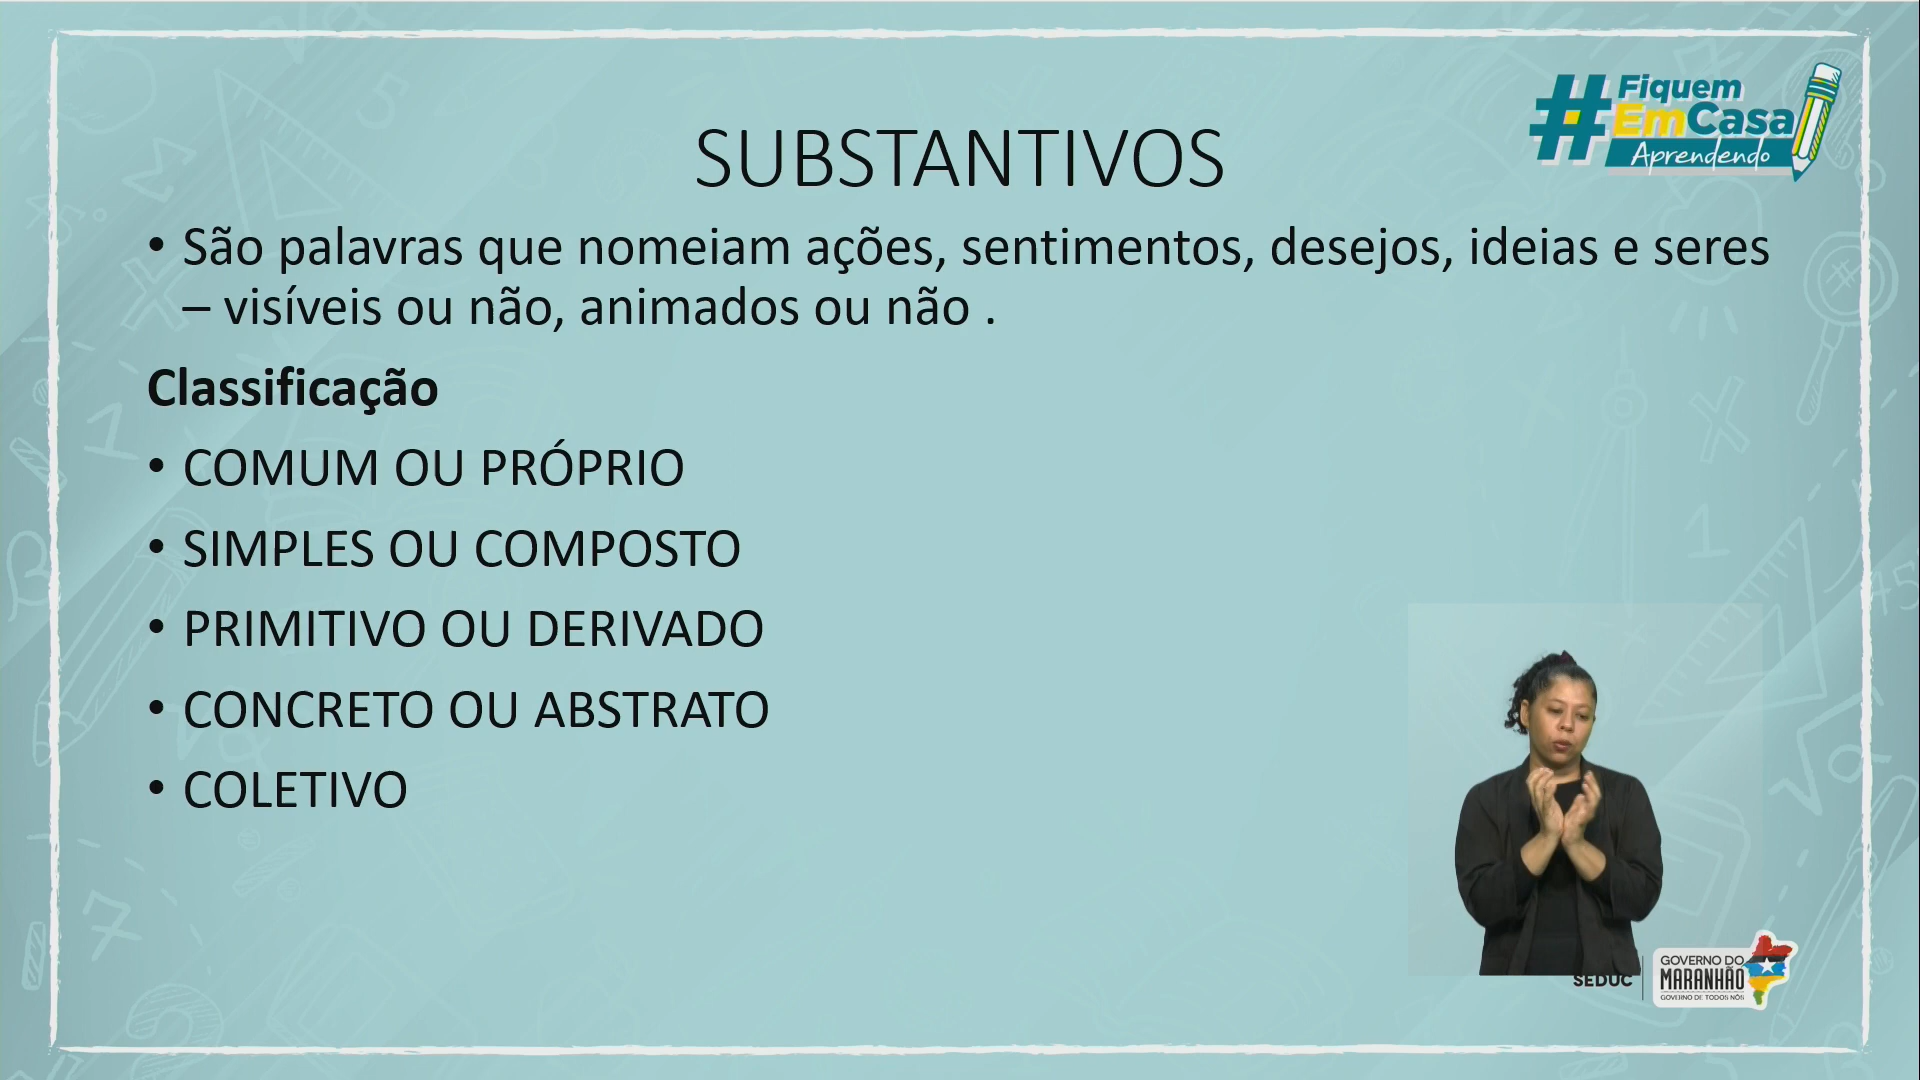 #Fiquem
EmCasa
Aprendendo
SUBSTANTIVOS
• São palavras que nomeiam ações, sentimentos, desejos, ideias e seres
– visíveis ou não, animados ou não .
Classificação
• COMUM OU PRÓPRIO
• SIMPLES OU COMPOSTO
• PRIMITIVO OU DERIVADO
• CONCRETO OU ABSTRATO
• COLETIVO
SEDUC
GOVERNO DO
MARANHÃO
GOVERNO DE TODOS NÓS